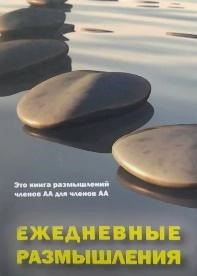 Это книга размышлений
членов АА для членов АА
ЕЖЕДНЕВНЫЕ
РАЗМЫШЛЕНИЯ